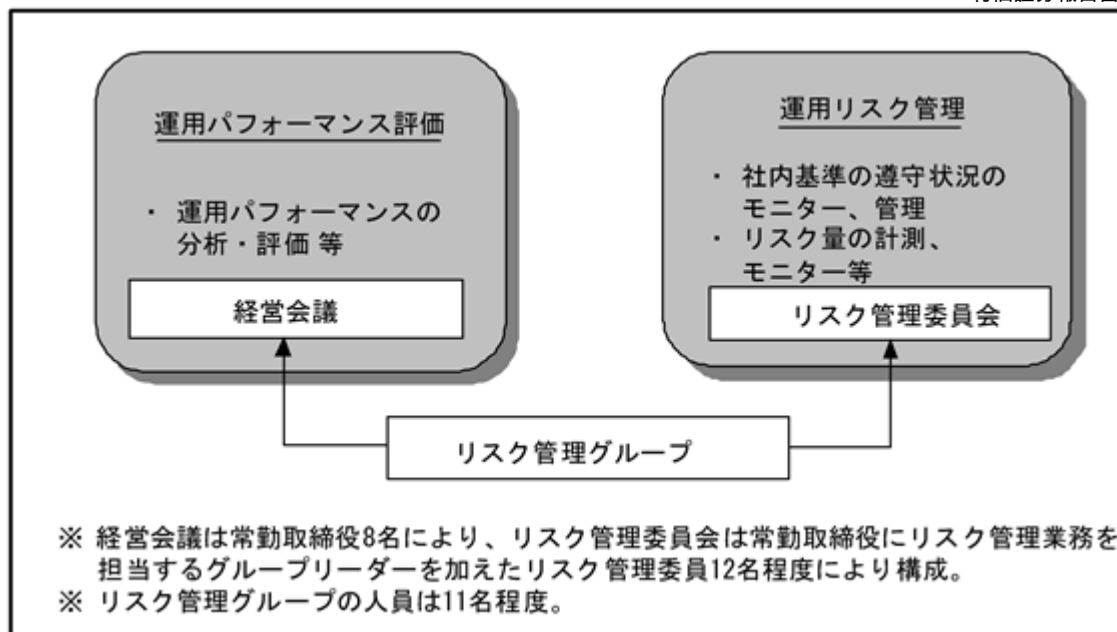 運用パフォーマンス評価
・ 運用パフォーマンスの
分析・評価 等
経営会議
運用リスク管理
・ 社内基準の遵守状況の
モニター、管理
・ リスク量の計測、
モニター等
リスク管理委員会
リスク管理グループ
※ 経営会議は常勤取締役8名により、リスク管理委員会は常勤取締役にリスク管理業務を
担当するグループリーダーを加えたリスク管理委員12名程度により構成。
※ リスク管理グループの人員は11名程度。